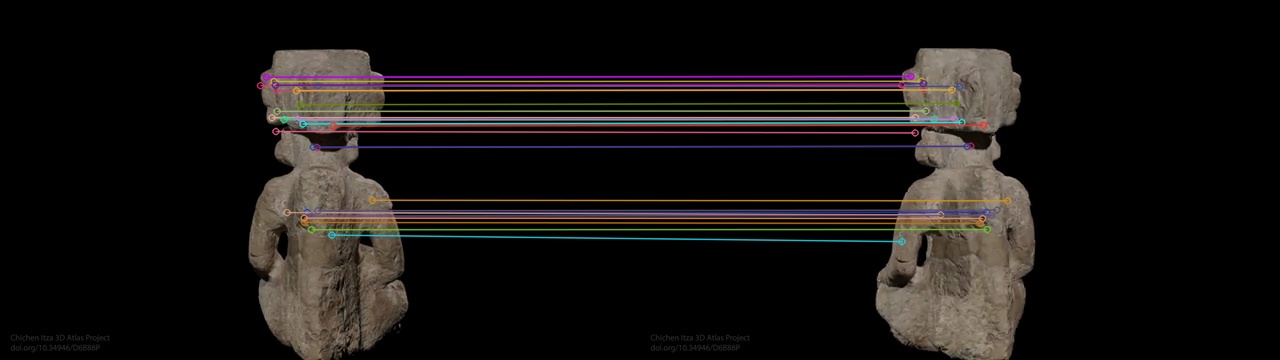 Chichen Itza 3D Atlas Project
doi.org/10.34946/D6B88P
Chichen Itza 3D Atlas Project
doi.org/10.34946/D6B88P